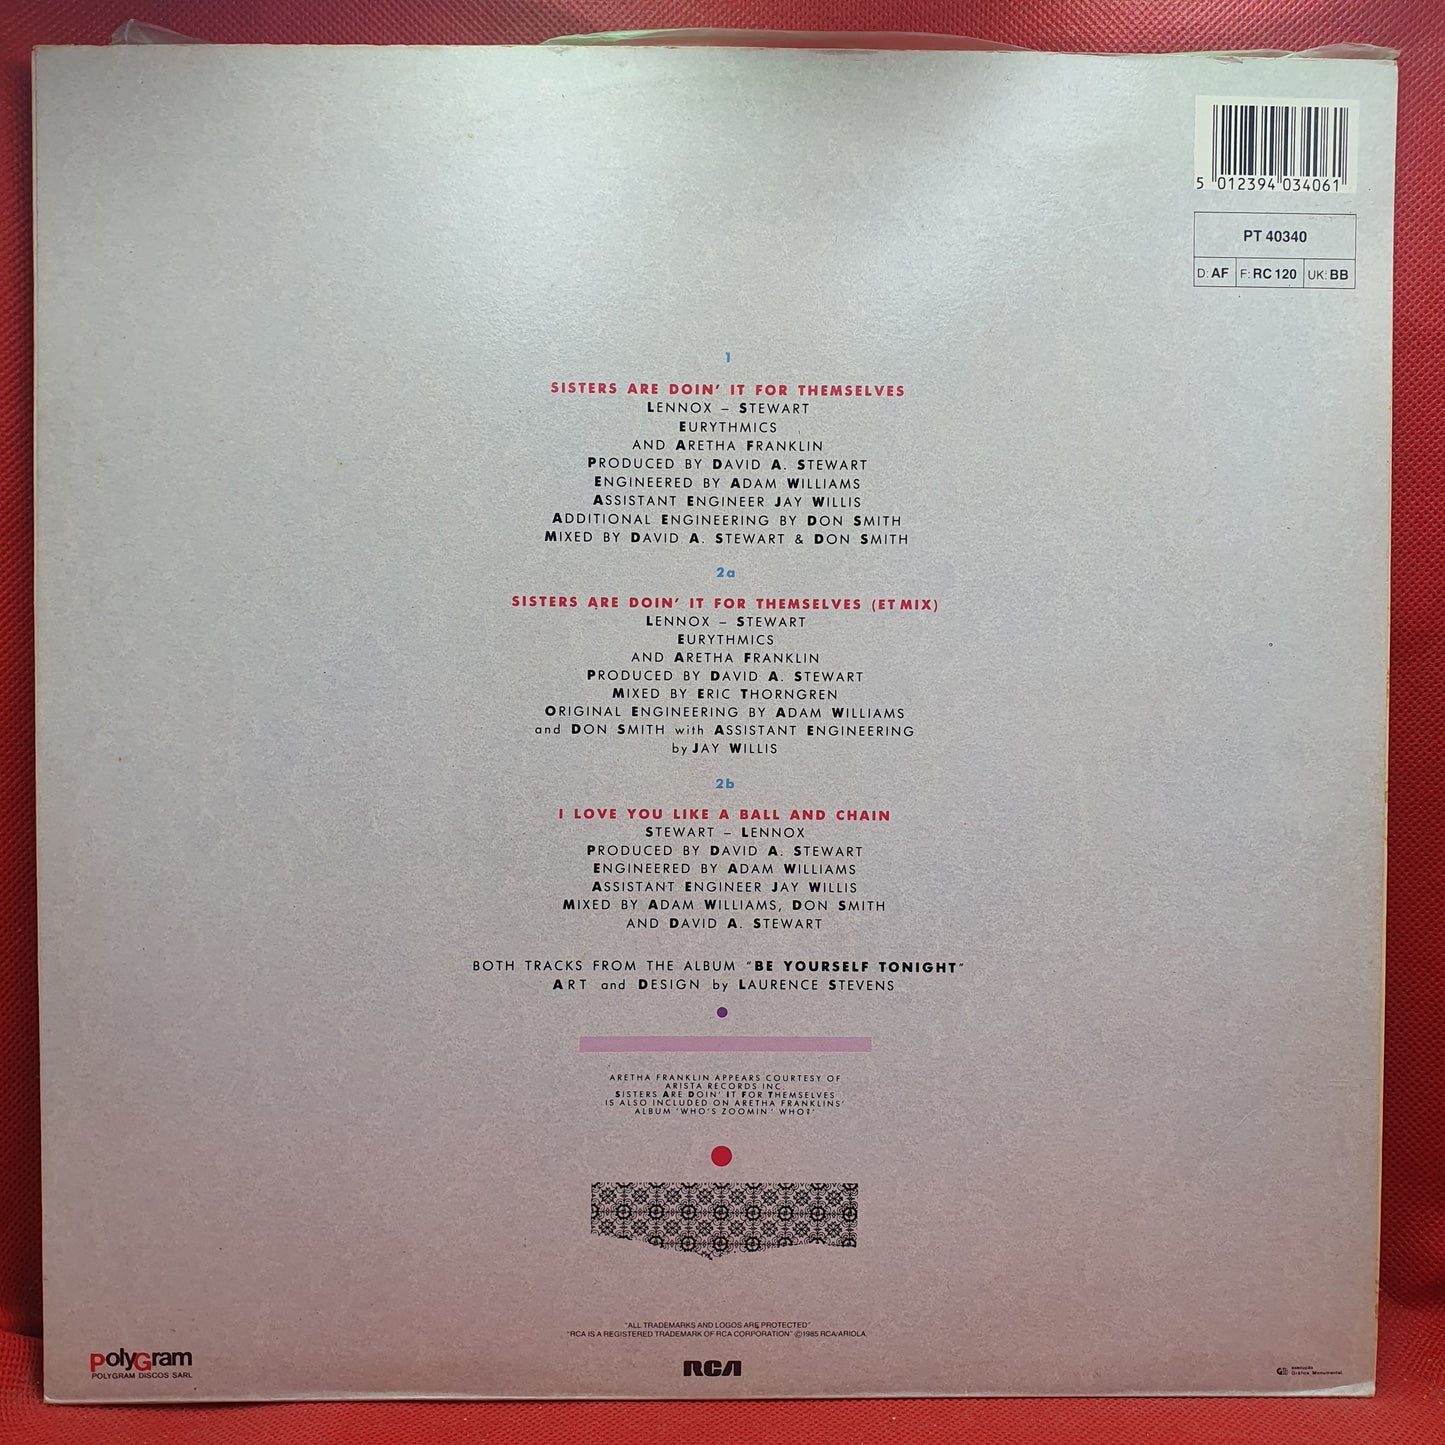 5 012394 034061
PT 40340
D: AF F: RC 120 UK: BB
1
SISTERS ARE DOIN' IT FOR THEMSELVES
LENNOX – STEWART
EURYTHMICS
AND ARETHA FRANKLIN
PRODUCED BY DAVID A. STEWART
ENGINEERED BY ADAM WILLIAMS
ASSISTANT ENGINEER JAY WILLIS
ADDITIONAL ENGINEERING BY DON SMITH
MIXED BY DAVID A. STEWART & DON SMITH
2a
SISTERS ARE DOIN' IT FOR THEMSELVES (ET MIX)
LENNOX – STEWART
EURYTHMICS
AND ARETHA FRANKLIN
PRODUCED BY DAVID A. STEWART
MIXED BY ERIC THORNGREN
ORIGINAL ENGINEERING BY ADAM WILLIAMS
and DON SMITH with ASSISTANT ENGINEERING
by JAY WILLIS
2b
I LOVE YOU LIKE A BALL AND CHAIN
STEWART – LENNOX
PRODUCED BY DAVID A. STEWART
ENGINEERED BY ADAM WILLIAMS
ASSISTANT ENGINEER JAY WILLIS
MIXED BY ADAM WILLIAMS, DON SMITH
AND DAVID A. STEWART
BOTH TRACKS FROM THE ALBUM "BE YOURSELF TONIGHT"
ART and DESIGN by LAURENCE STEVENS
ARETHA FRANKLIN APPEARS COURTESY OF
ARISTA RECORDS INC.
SISTERS ARE DOIN' IT FOR THEMSELVES
IS ALSO INCLUDED ON ARETHA FRANKLINS'
ALBUM 'WHO'S ZOOMIN' WHO?'
"ALL TRADEMARKS AND LOGOS ARE PROTECTED"
"RCA IS A REGISTERED TRADEMARK OF RCA CORPORATION" ©1985 RCA/ARIOLA.
PolyGram
POLYGRAM DISCOS SARL
RCA
execução
Gráfica Monumental